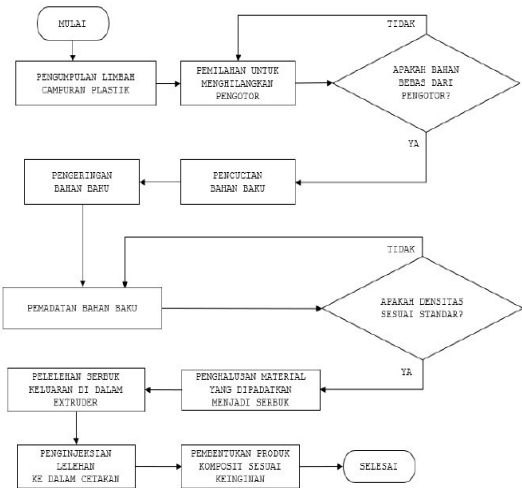 MULAI
PENGUMPULAN LIMBAH
CAMPURAN PLASTIK
PEMILAHAN UNTUK
MENGHILANGKAN
PENGOTOR
TIDAK
APAKAH BAHAN
BEBAS DARI
PENGOTOR?
YA
PENCUCIAN
BAHAN BAKU
PENGERINGAN
BAHAN BAKU
PEMADATAN BAHAN BAKU
TIDAK
APAKAH DENSITAS
SESUAI STANDAR?
YA
PENGHALUSAN MATERIAL
YANG DIPADATKAN
MENJADI SERBUK
PELELEHAN SERBUK
KELUARAN DI DALAM
EXTRUDER
PENGINJEKSIAN
LELEHAN
KE DALAM CETAKAN
PEMBENTUKAN PRODUK
KOMPOSIT SESUAI
KEINGINAN
SELESAI